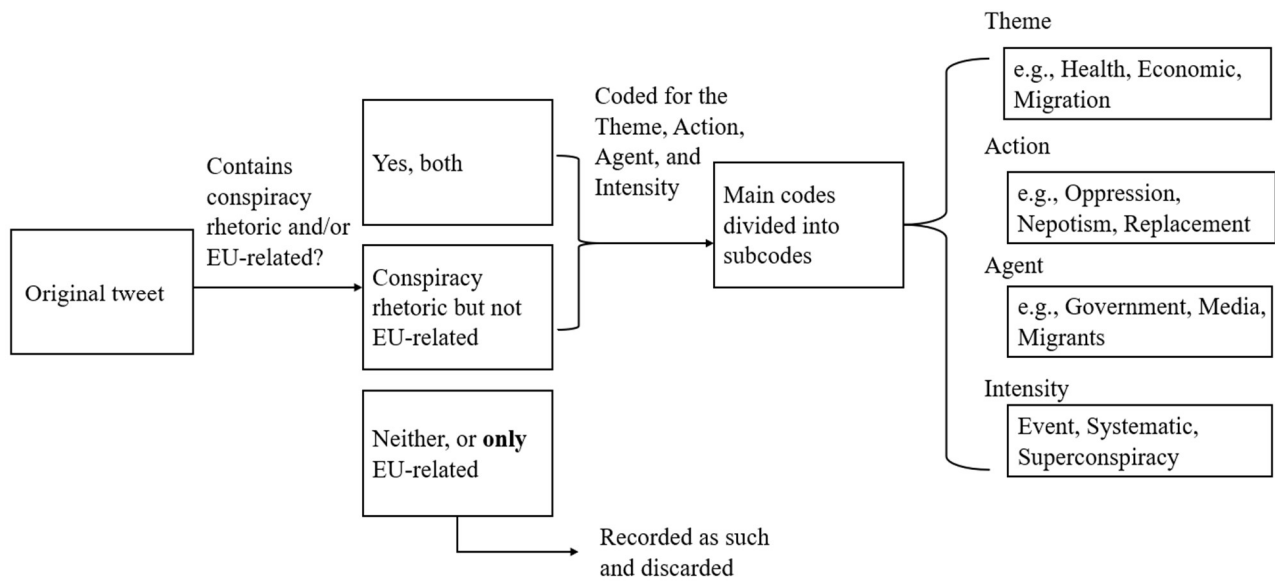 Original tweet
Contains
conspiracy
rhetoric and/or
EU-related?
Yes, both
Conspiracy
rhetoric but not
EU-related
Neither, or only
EU-related
Recorded as such
and discarded
Coded for the
Theme, Action,
Agent, and
Intensity
Main codes
divided into
subcodes
Theme
e.g., Health, Economic,
Migration
Action
e.g., Oppression,
Nepotism, Replacement
Agent
e.g., Government, Media,
Migrants
Intensity
Event, Systematic,
Superconspiracy